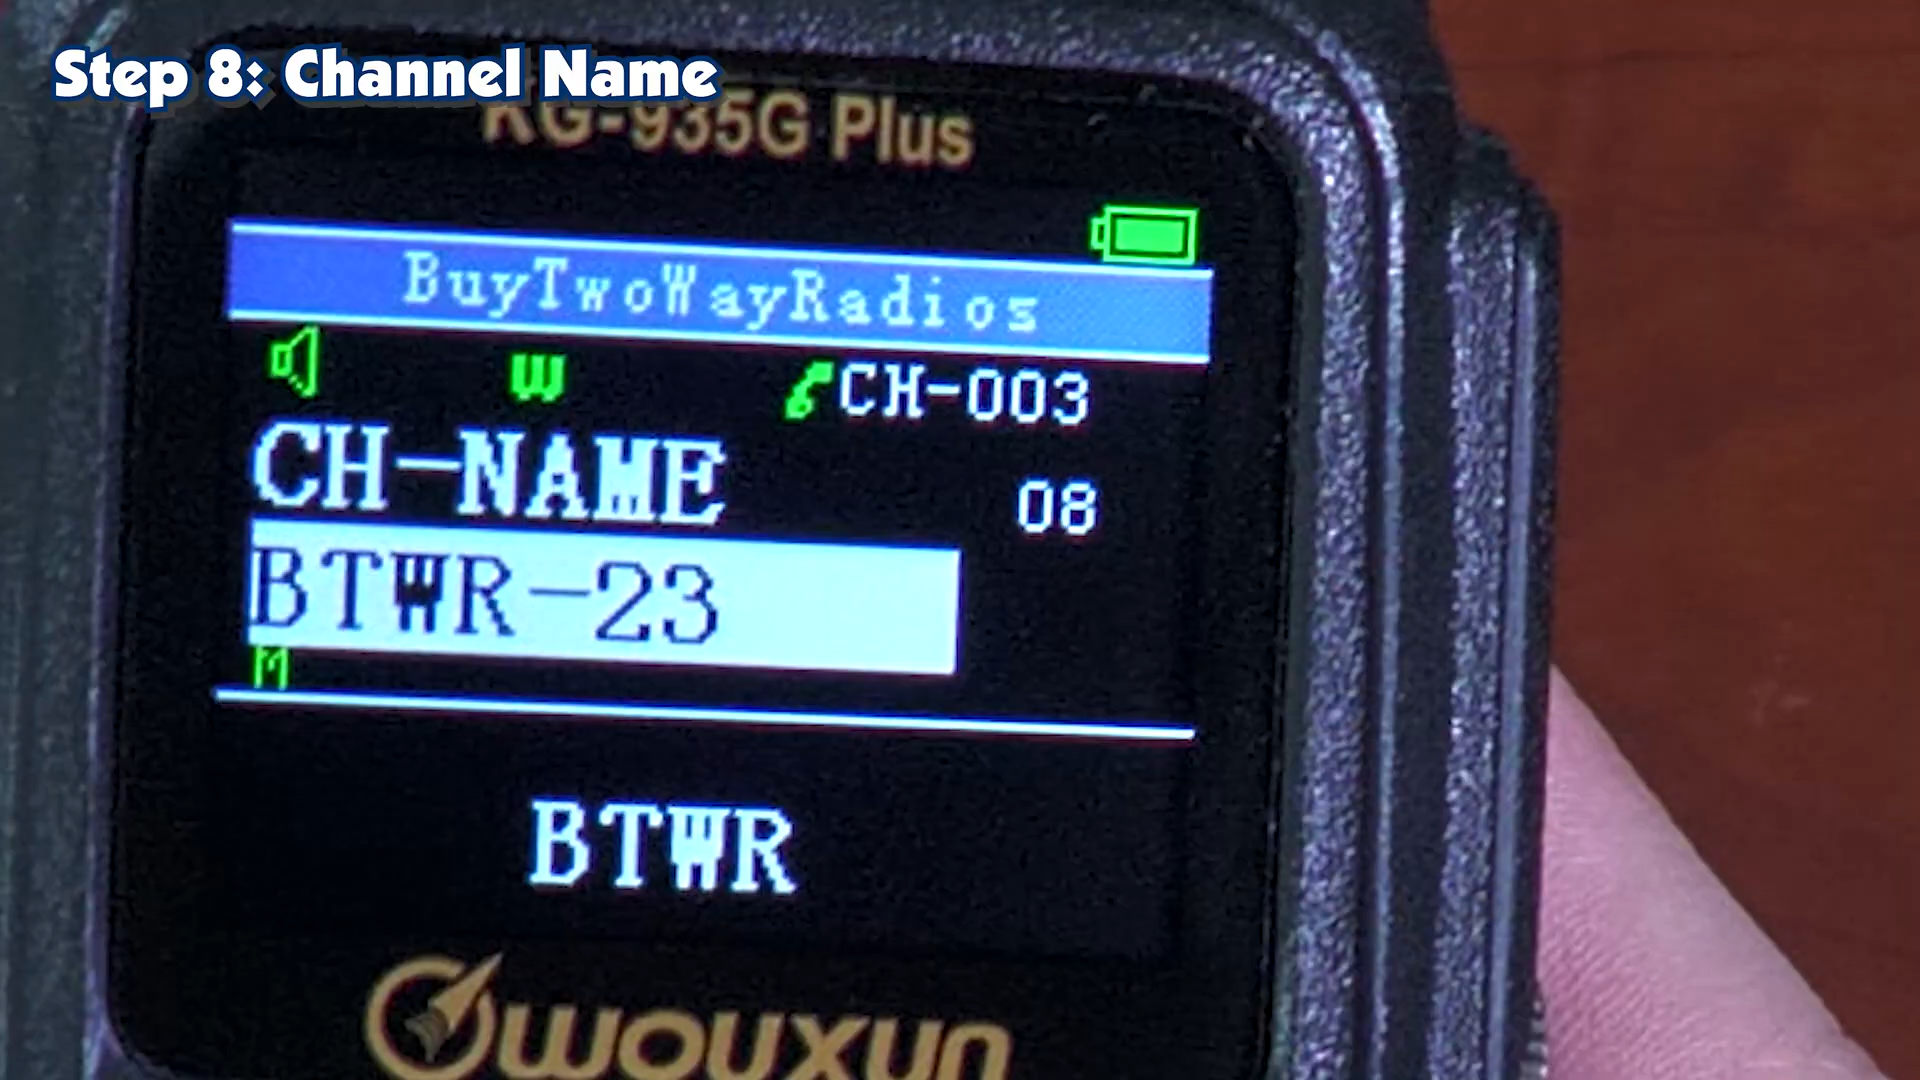 Step 8: Channel Name
KG-935G Plus
BuyTwoWayRadios
W CH-003
CH-NAME 08
BTWR-23
M
BTWR
wouxun